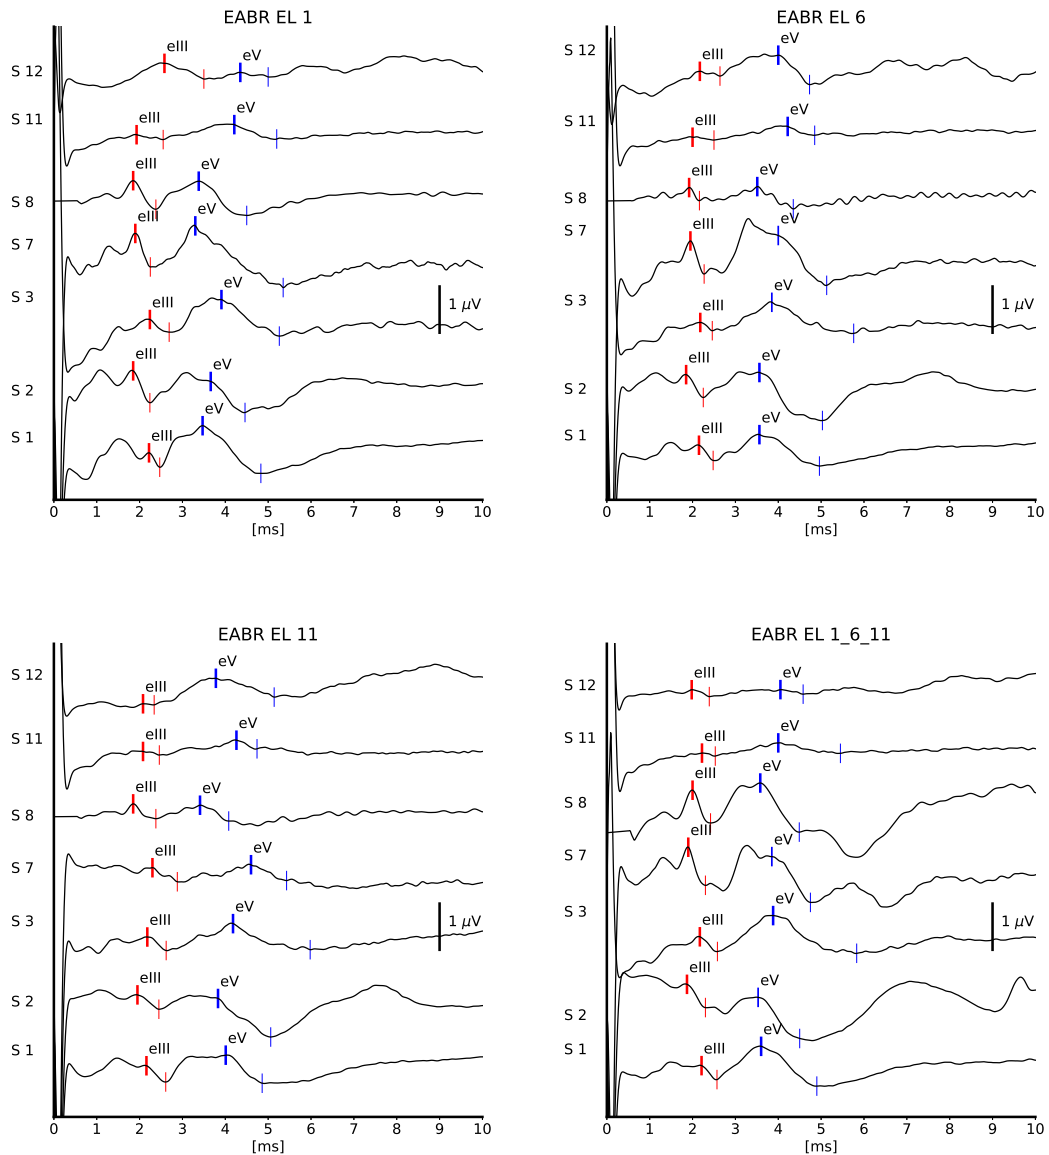 EABR EL 1
S 12
eIII
eV
S 11
eIII
eV
S 8
eIII
eV
S 7
eIII
eV
S 3
eIII
eV
1 μV
S 2
eIII
eV
S 1
eIII
eV
0 1 2 3 4 5 6 7 8 9 10
[ms]
EABR EL 6
S 12
eIII
eV
S 11
eIII
eV
S 8
eIII
eV
S 7
eIII
eV
S 3
eIII
eV
1 μV
S 2
eIII
eV
S 1
eIII
eV
0 1 2 3 4 5 6 7 8 9 10
[ms]
EABR EL 11
S 12
eIII
eV
S 11
eIII
eV
S 8
eIII
eV
S 7
eIII
eV
S 3
eIII
eV
1 μV
S 2
eIII
eV
S 1
eIII
eV
0 1 2 3 4 5 6 7 8 9 10
[ms]
EABR EL 1_6_11
S 12
eIII
eV
S 11
eIII
eV
S 8
eIII
eV
S 7
eIII
eV
S 3
eIII
eV
1 μV
S 2
eIII
eV
S 1
eIII
eV
0 1 2 3 4 5 6 7 8 9 10
[ms]